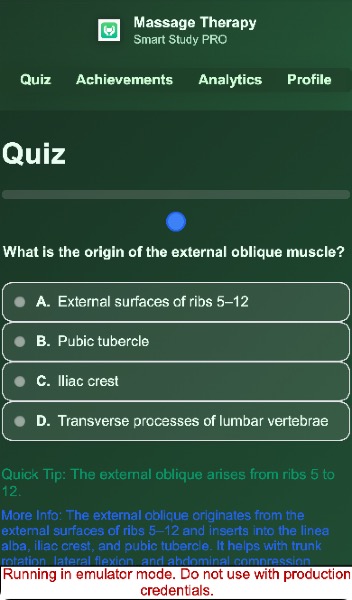 Massage Therapy
Smart Study PRO
Quiz Achievements Analytics Profile
Quiz
What is the origin of the external oblique muscle?
A. External surfaces of ribs 5–12
B. Pubic tubercle
C. Iliac crest
D. Transverse processes of lumbar vertebrae
Quick Tip: The external oblique arises from ribs 5 to
12.
More Info: The external oblique originates from the
external surfaces of ribs 5–12 and inserts into the linea
alba, iliac crest, and pubic tubercle. It helps with trunk
rotation, lateral flexion, and abdominal compression
Running in emulator mode. Do not use with production
credentials.